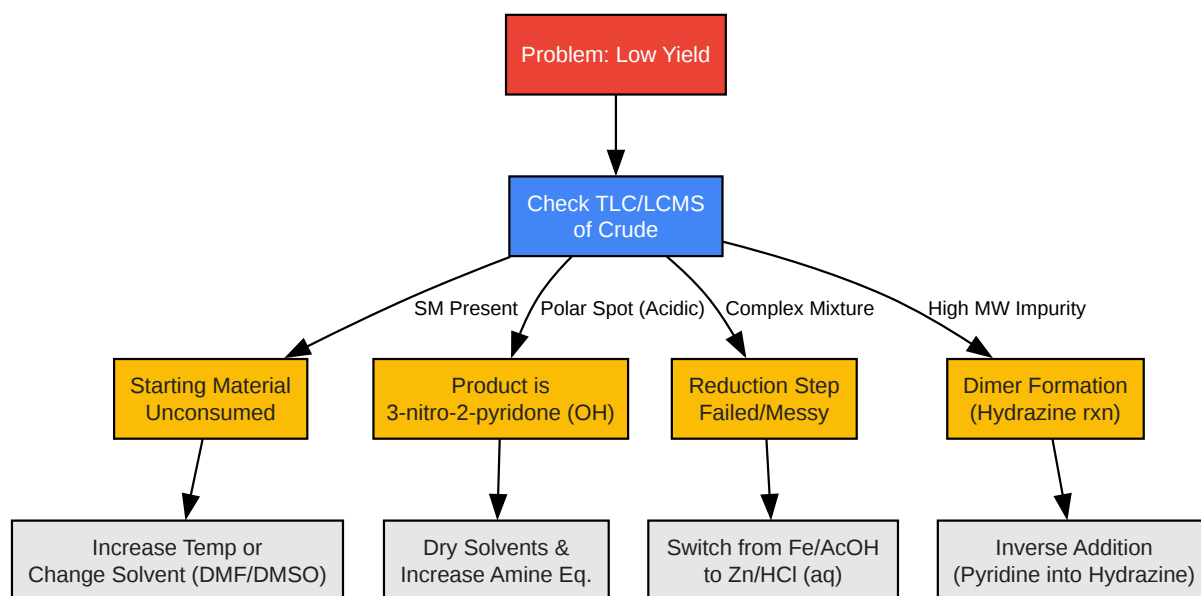 Problem: Low Yield
Check TLC/LCMS
of Crude
SM Present
Polar Spot (Acidic)
Complex Mixture
High MW Impurity
Starting Material
Unconsumed
Product is
3-nitro-2-pyridone (OH)
Reduction Step
Failed/Messy
Dimer Formation
(Hydrazine rxn)
Increase Temp or
Change Solvent (DMF/DMSO)
Dry Solvents &
Increase Amine Eq.
Switch from Fe/AcOH
to Zn/HCl (aq)
Inverse Addition
(Pyridine into Hydrazine)